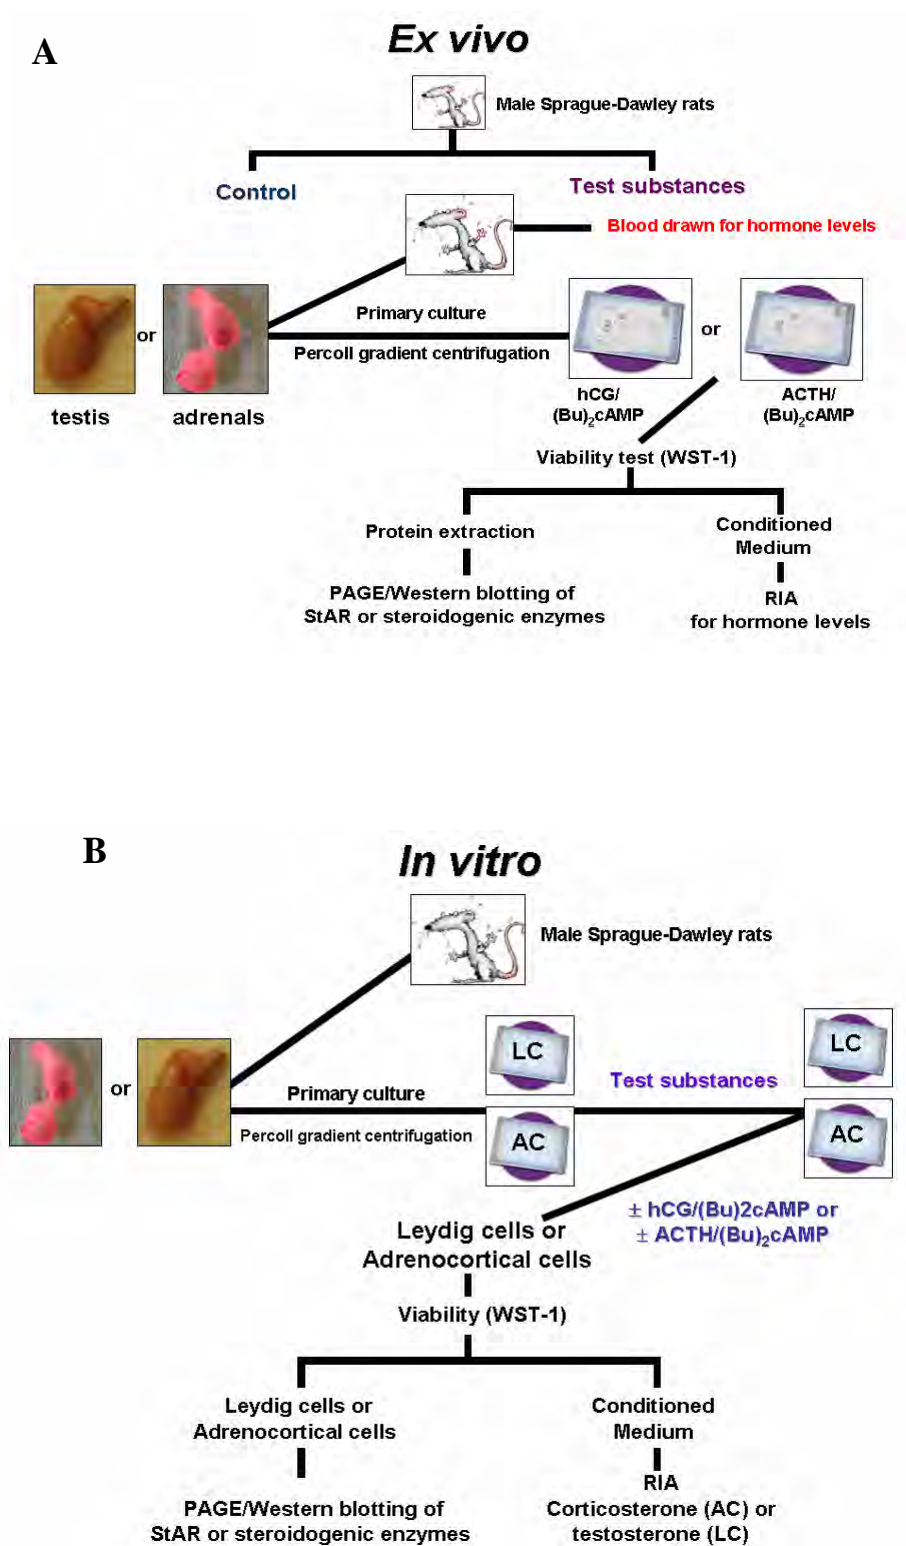 A
Ex vivo
Male Sprague-Dawley rats
Control
Test substances
Blood drawn for hormone levels
or
Primary culture
Percoll gradient centrifugation
or
testis
adrenals
hCG/
(Bu)₂cAMP
ACTH/
(Bu)₂cAMP
Viability test (WST-1)
Protein extraction
Conditioned
Medium
PAGE/Western blotting of
StAR or steroidogenic enzymes
RIA
for hormone levels
B
In vitro
Male Sprague-Dawley rats
or
Primary culture
Percoll gradient centrifugation
LC
AC
Test substances
LC
AC
± hCG/(Bu)2cAMP or
± ACTH/(Bu)₂cAMP
Leydig cells or
Adrenocortical cells
Viability (WST-1)
Leydig cells or
Adrenocortical cells
Conditioned
Medium
PAGE/Western blotting of
StAR or steroidogenic enzymes
RIA
Corticosterone (AC) or
testosterone (LC)